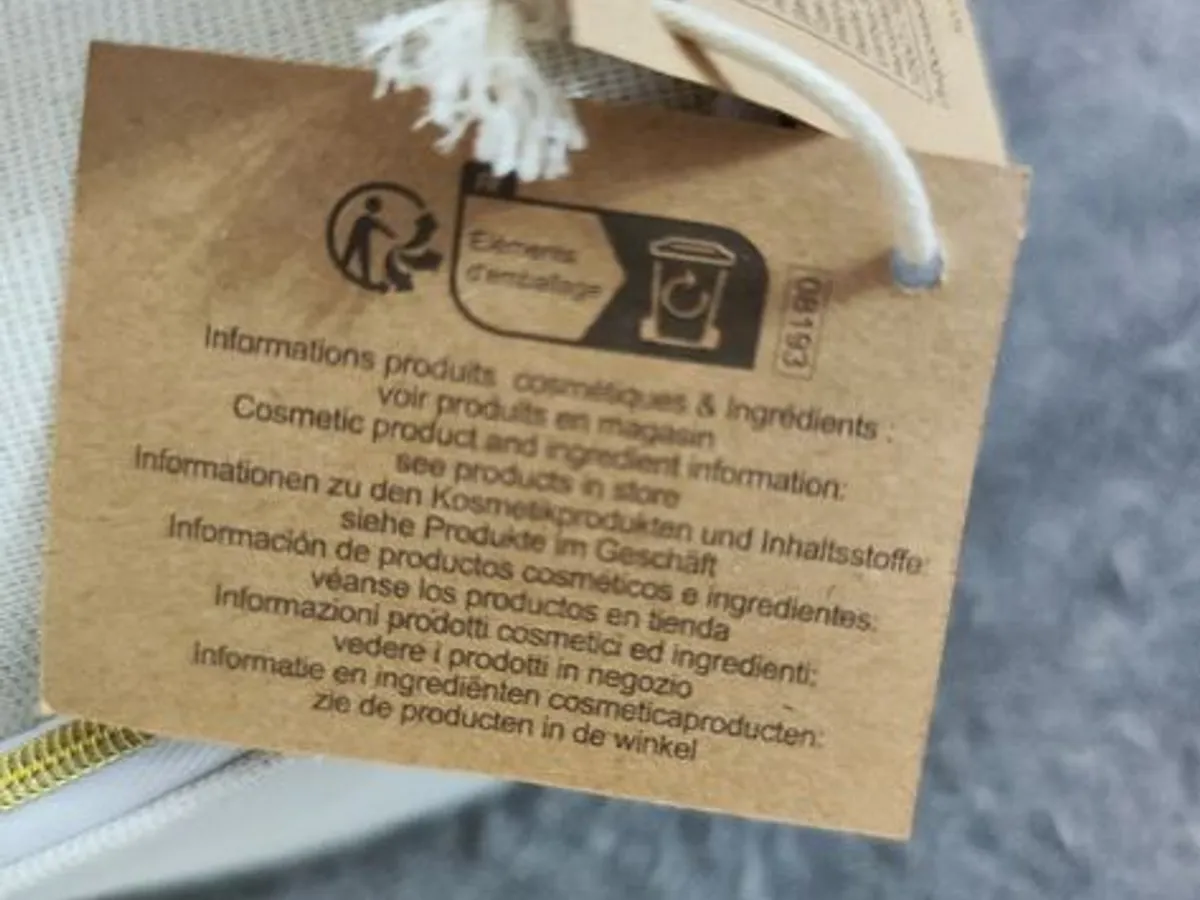 FR
Éléments
d'emballage
08193
Informations produits cosmétiques & Ingrédients :
voir produits en magasin
Cosmetic product and ingredient information:
see products in store
Informationen zu den Kosmetikprodukten und Inhaltsstoffe:
siehe Produkte im Geschäft
Información de productos cosméticos e ingredientes:
véanse los productos en tienda
Informazioni prodotti cosmetici ed ingredienti:
vedere i prodotti in negozio
Informatie en ingrediënten cosmeticaproducten:
zie de producten in de winkel